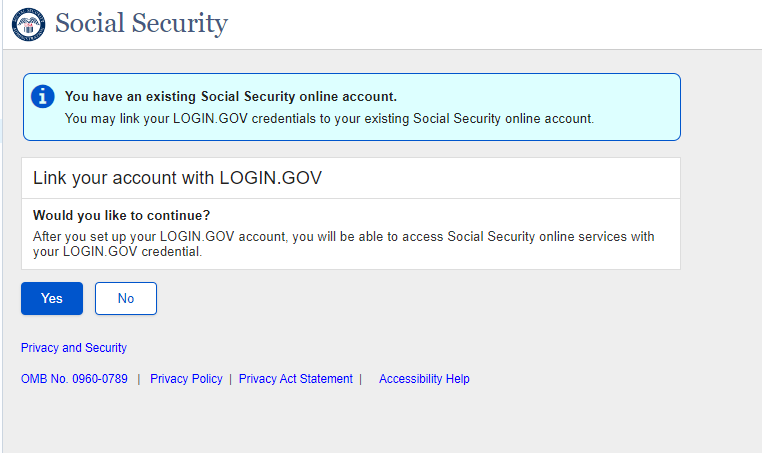 Social Security
You have an existing Social Security online account.
You may link your LOGIN.GOV credentials to your existing Social Security online account.
Link your account with LOGIN.GOV
Would you like to continue?
After you set up your LOGIN.GOV account, you will be able to access Social Security online services with
your LOGIN.GOV credential.
Yes No
Privacy and Security
OMB No. 0960-0789 | Privacy Policy | Privacy Act Statement | Accessibility Help